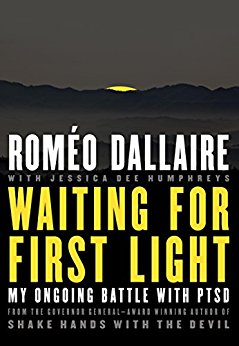 ROMÉO DALLAIRE
WITH JESSICA DEE HUMPHREYS
WAITING FOR
FIRST LIGHT
MY ONGOING BATTLE WITH PTSD
FROM THE GOVERNOR GENERAL–AWARD WINNING AUTHOR OF
SHAKE HANDS WITH THE DEVIL